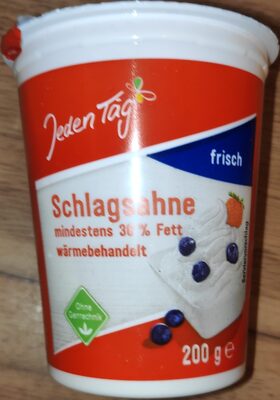 Jeden Tag
frisch
Schlagsahne
mindestens 30 % Fett
wärmebehandelt
Ohne
Gentechnik
200 g e